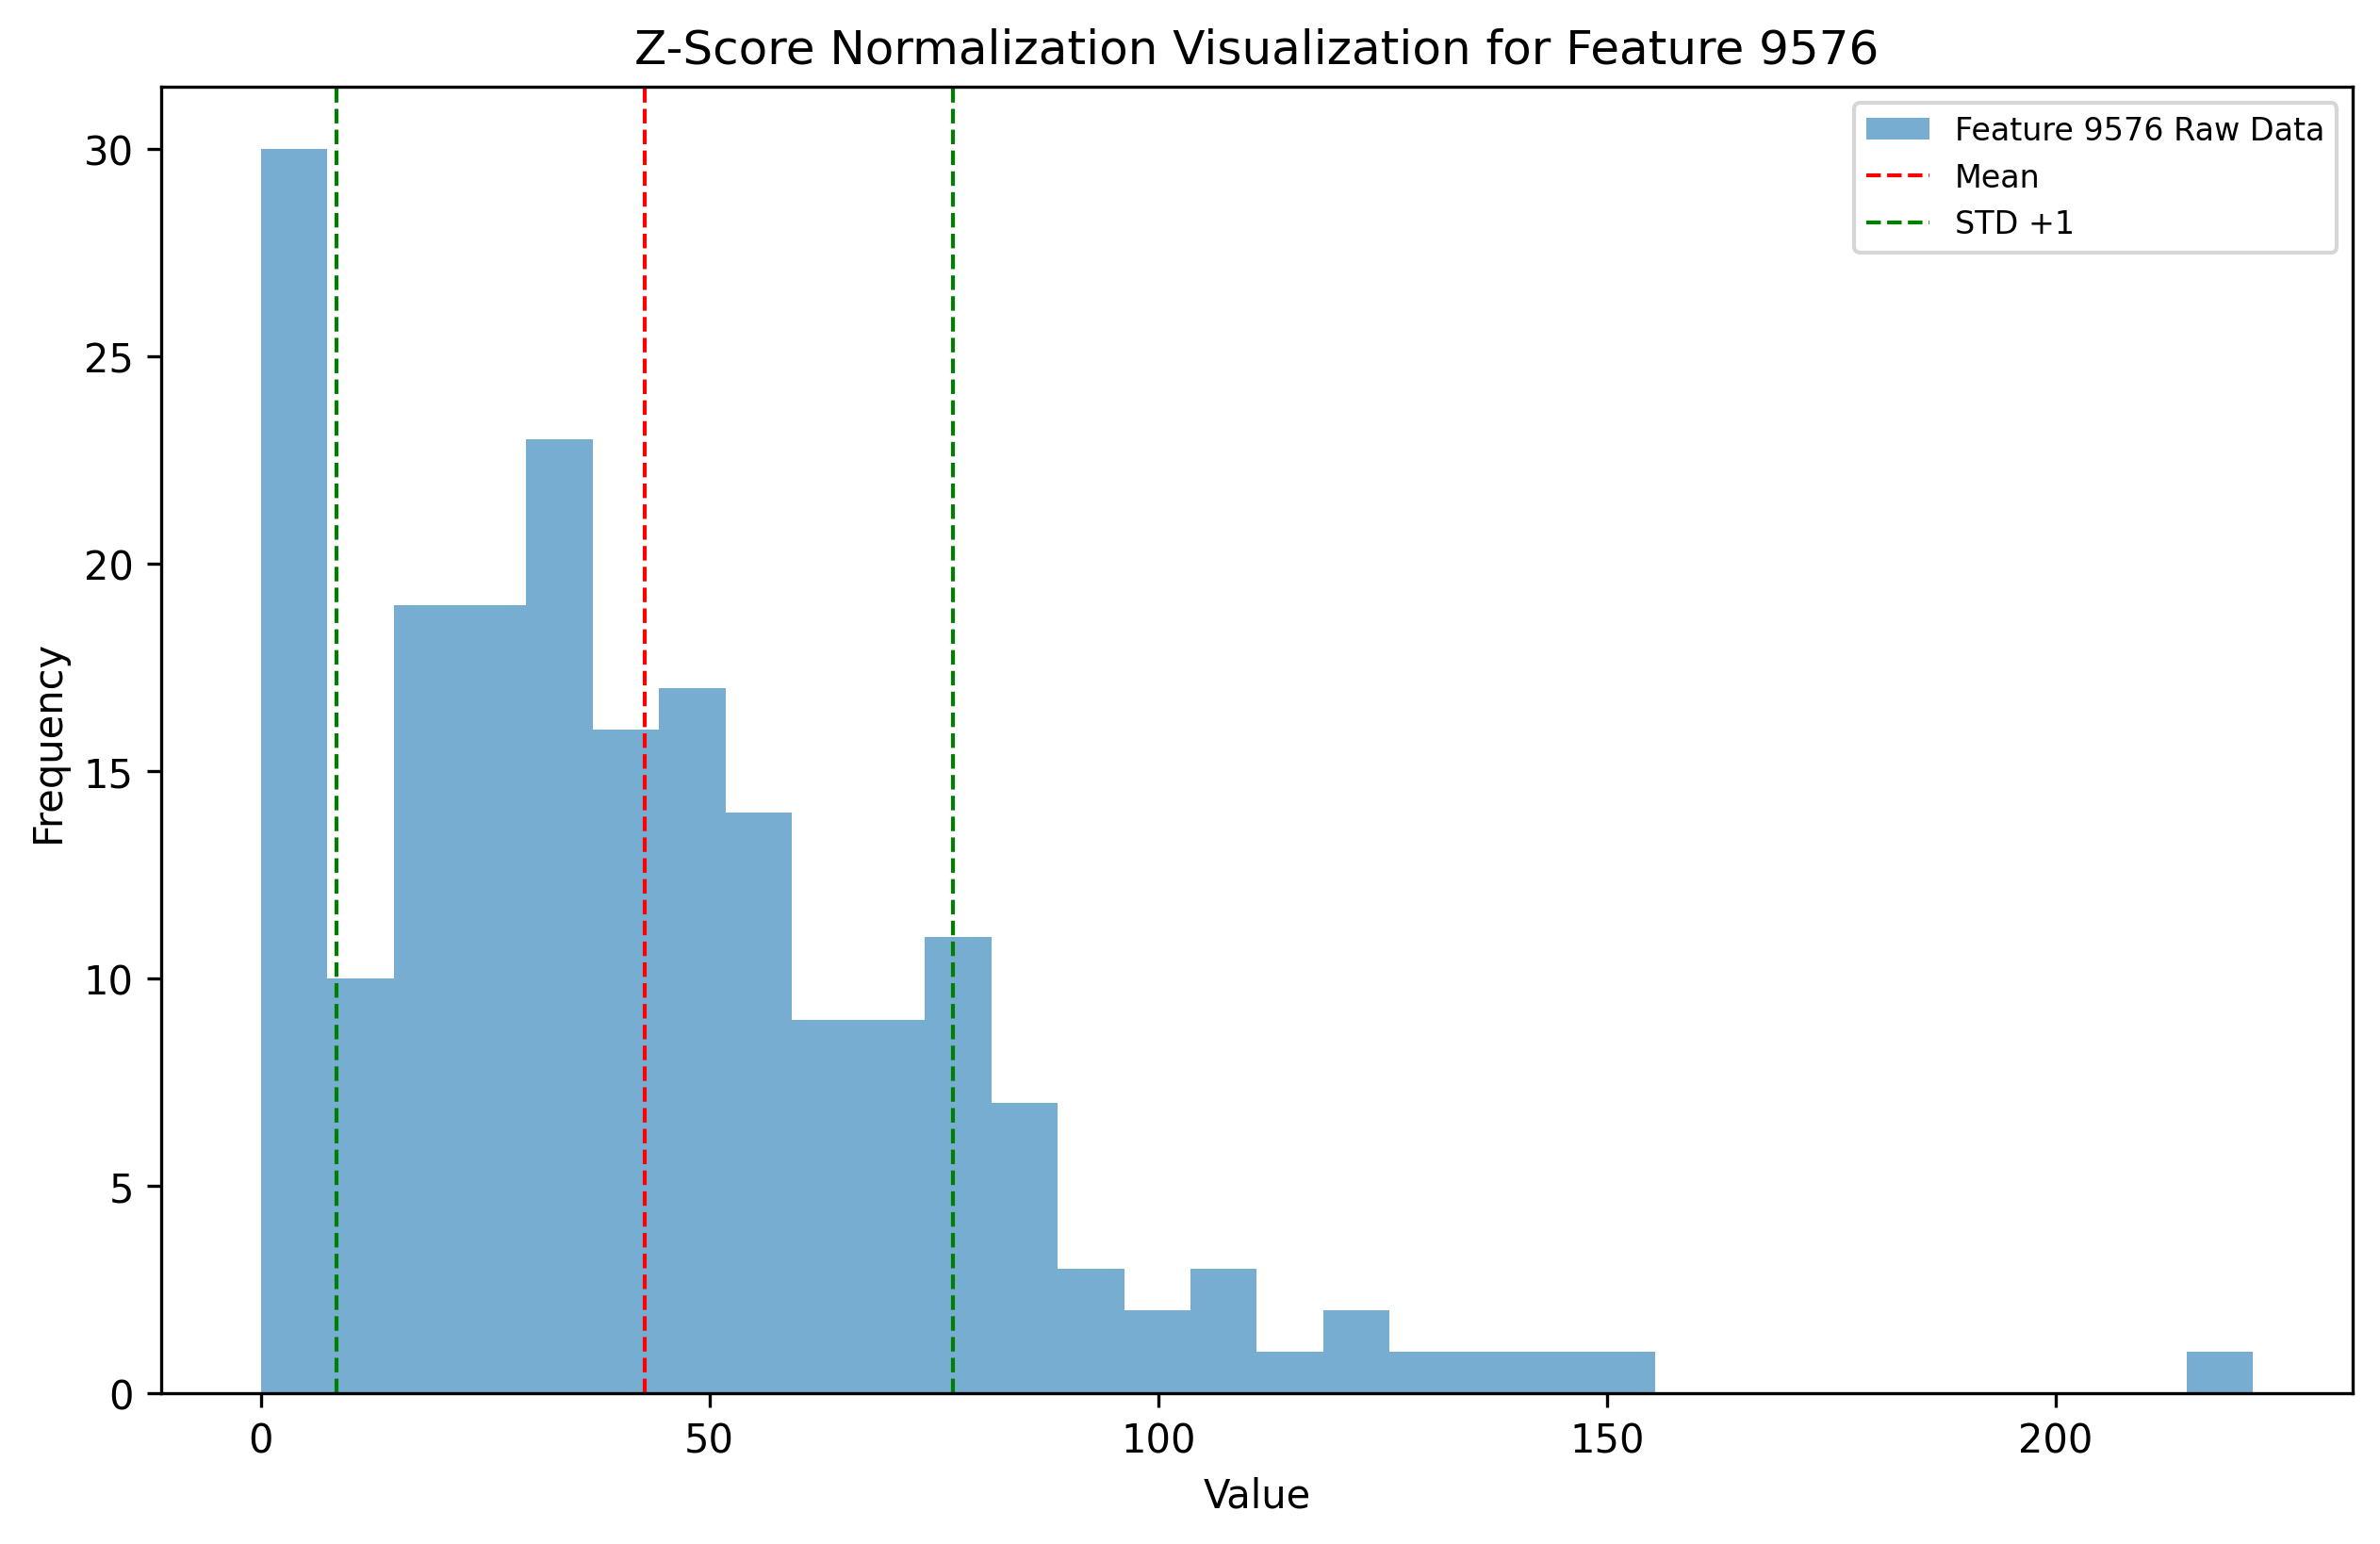 Z-Score Normalization Visualization for Feature 9576
Feature 9576 Raw Data
Mean
STD +1
30
25
20
15
10
5
0
Frequency
0 50 100 150 200
Value